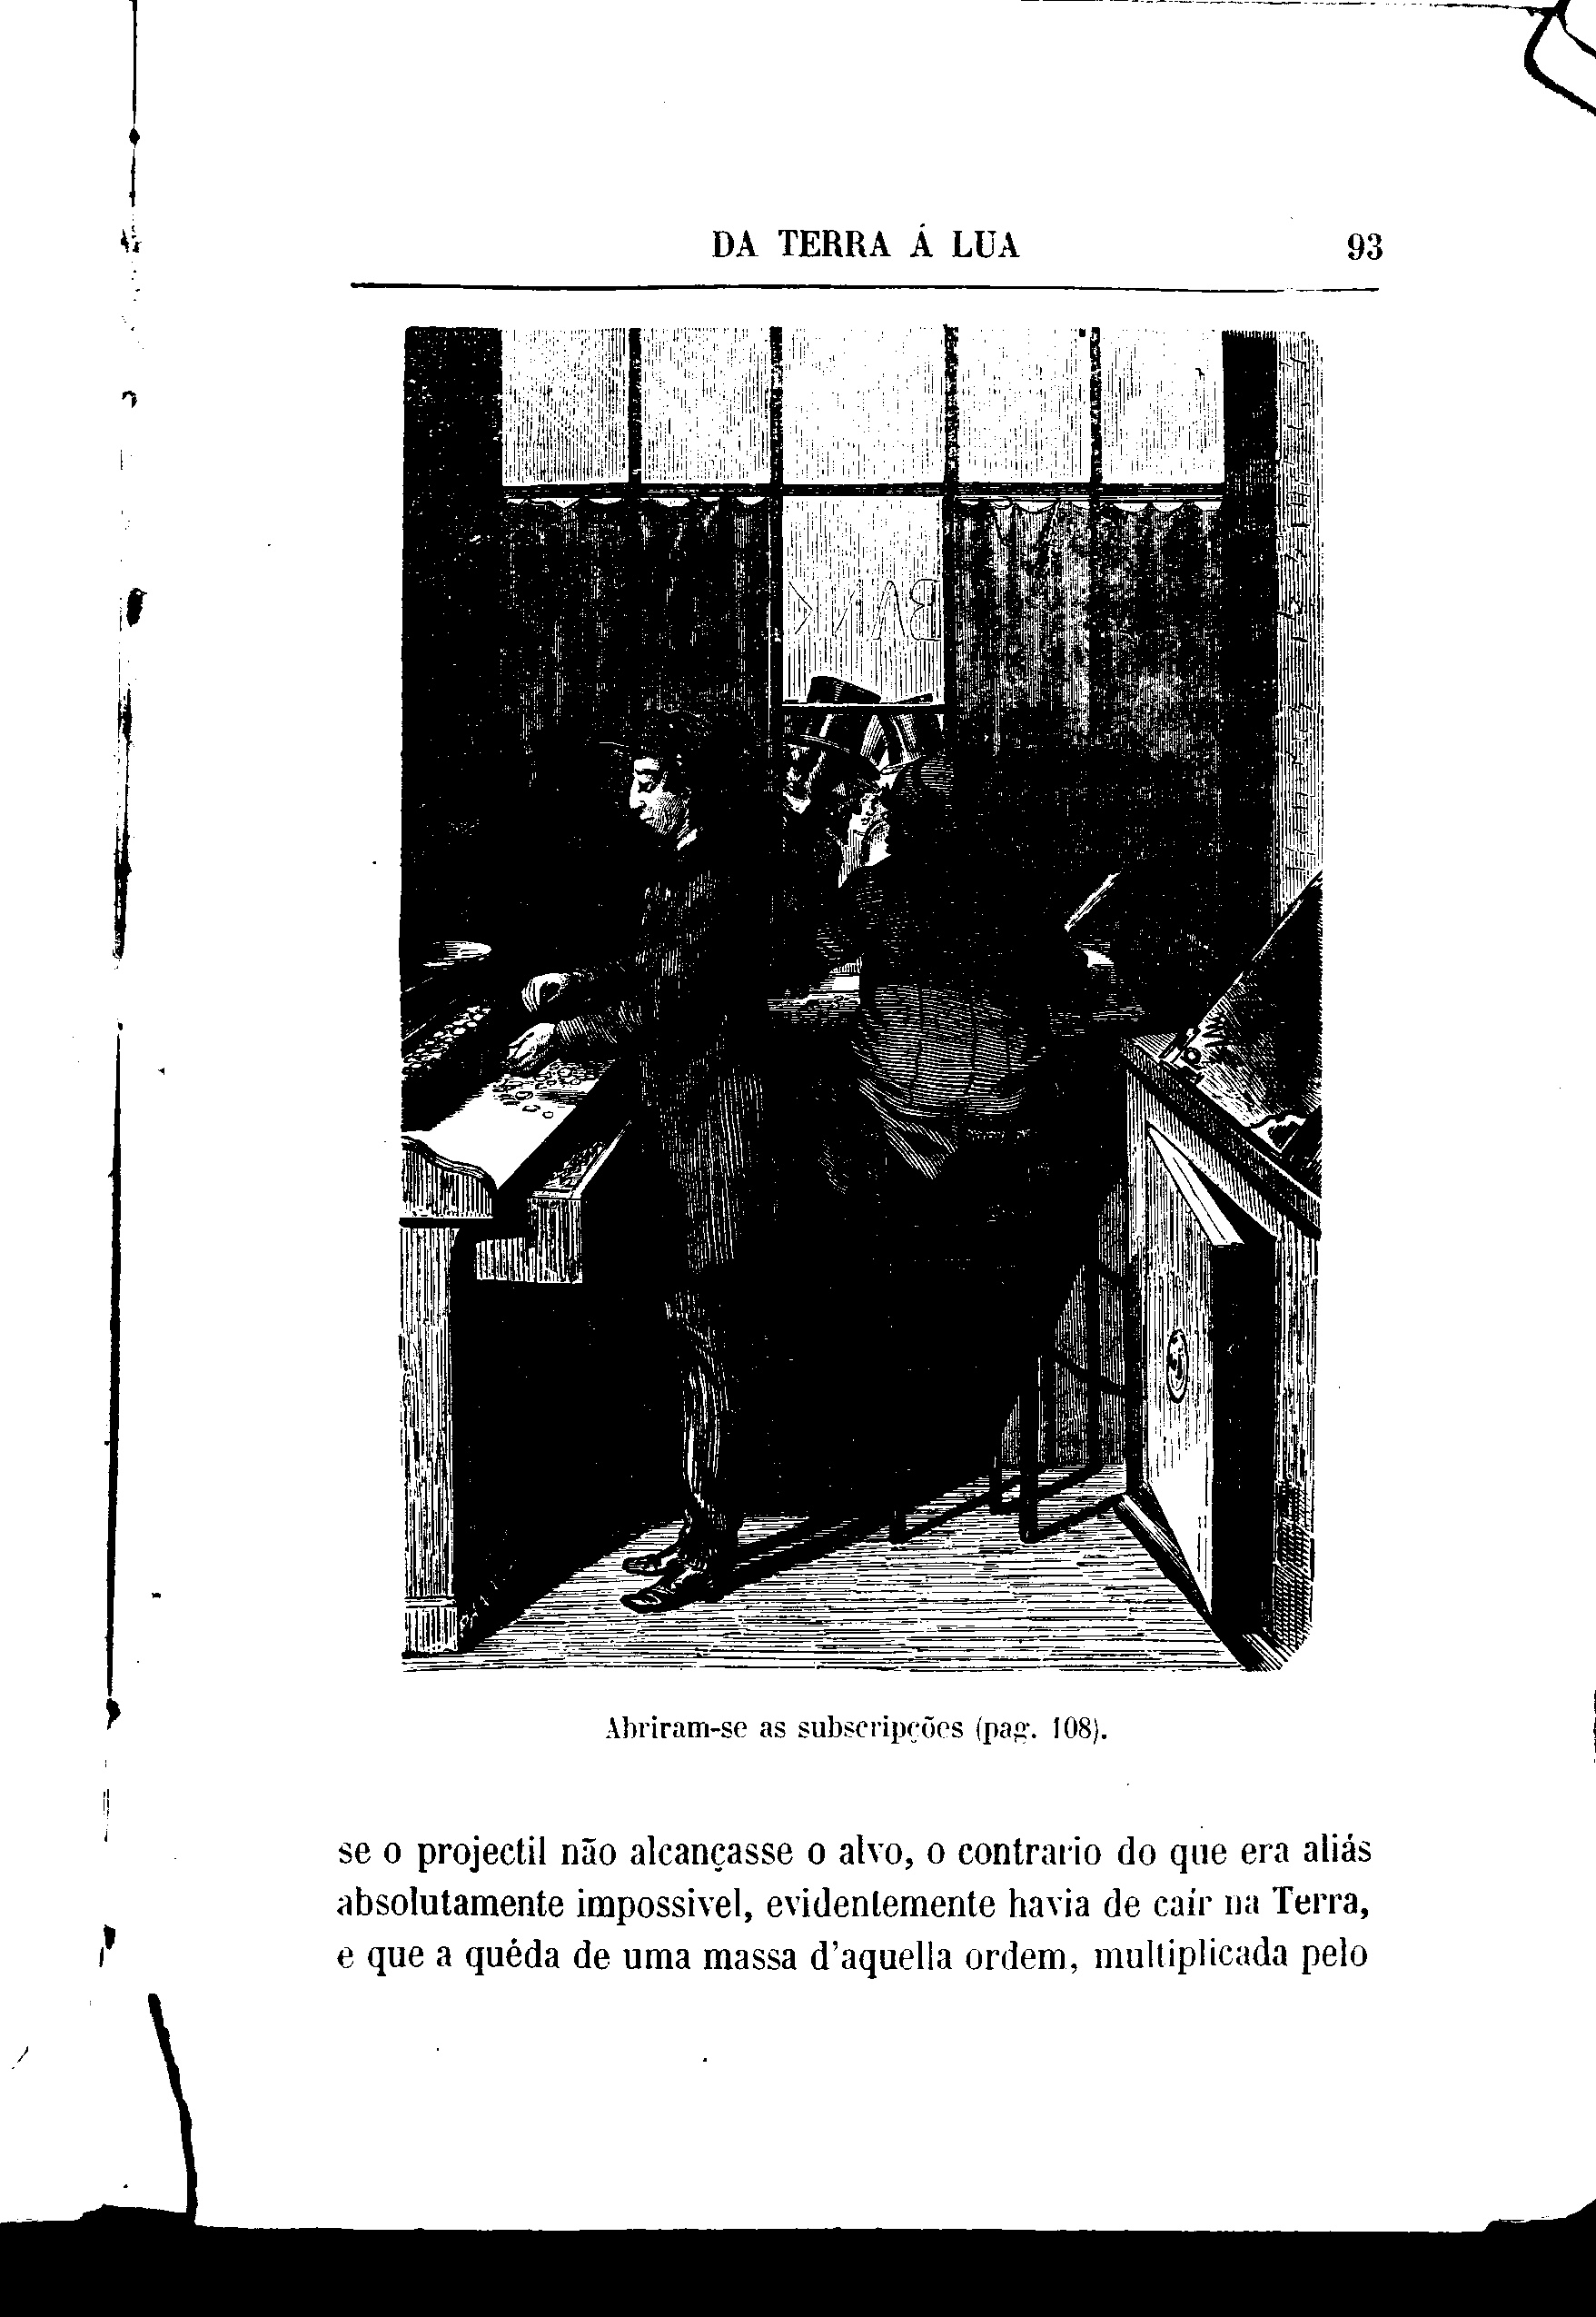 DA TERRA Á LUA 93
BANK
Abriram-se as subscripções (pag. 108).
se o projectil não alcançasse o alvo, o contrario do que era aliás
absolutamente impossivel, evidentemente havia de caír na Terra,
e que a quéda de uma massa d'aquella ordem, multiplicada pelo